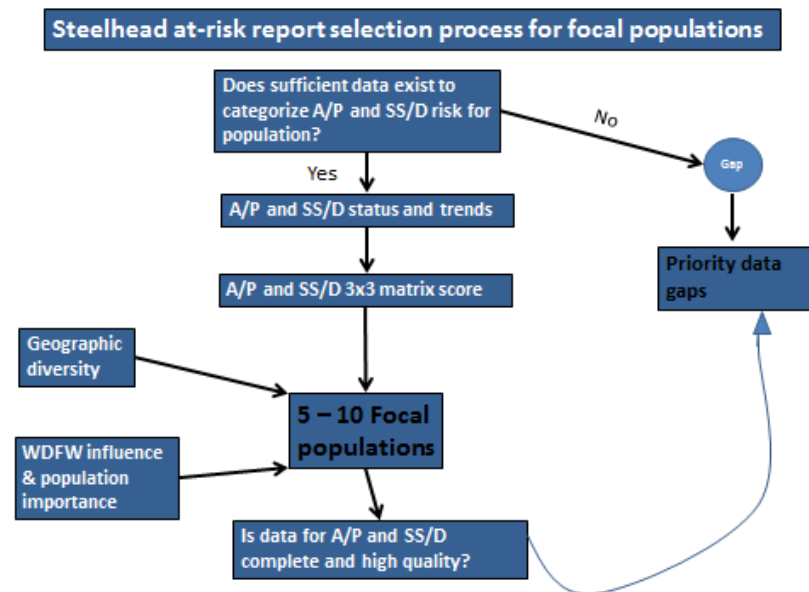 Steelhead at-risk report selection process for focal populations
Does sufficient data exist to
categorize A/P and SS/D risk for
population?
No
Gap
Yes
A/P and SS/D status and trends
Priority data
gaps
A/P and SS/D 3x3 matrix score
Geographic
diversity
5 – 10 Focal
populations
WDFW influence
& population
importance
Is data for A/P and SS/D
complete and high quality?